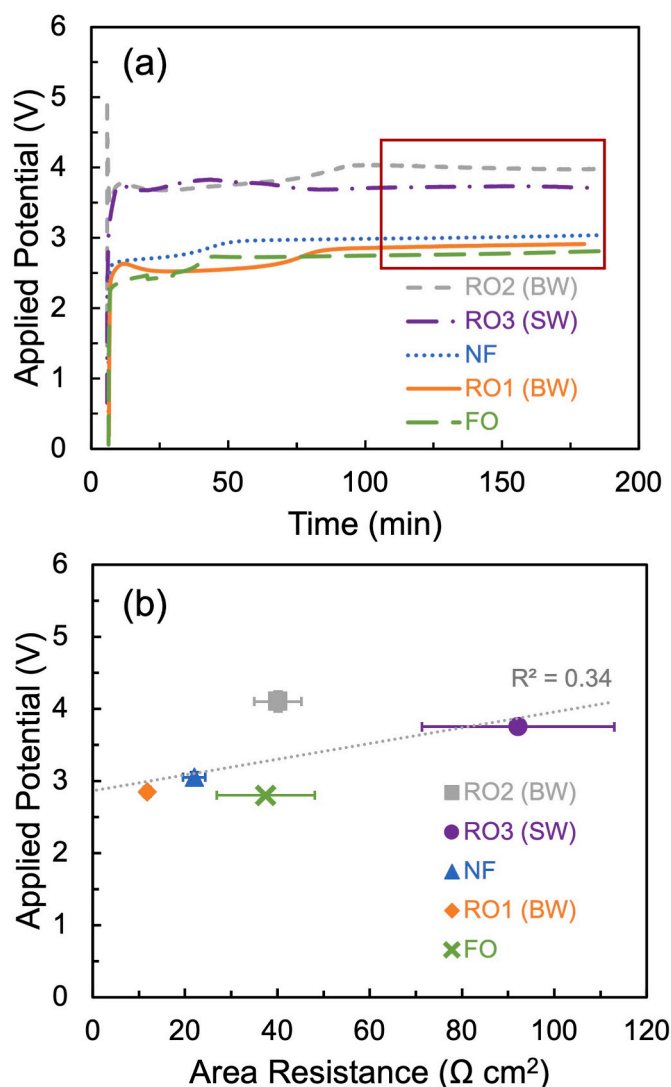 (a)
Applied Potential (V)
6
5
4
3
2
1
0
RO2 (BW)
RO3 (SW)
NF
RO1 (BW)
FO
0 50 100 150 200
Time (min)
(b)
Applied Potential (V)
6
5
4
3
2
1
0
R² = 0.34
RO2 (BW)
RO3 (SW)
NF
RO1 (BW)
FO
0 20 40 60 80 100 120
Area Resistance (Ω cm²)